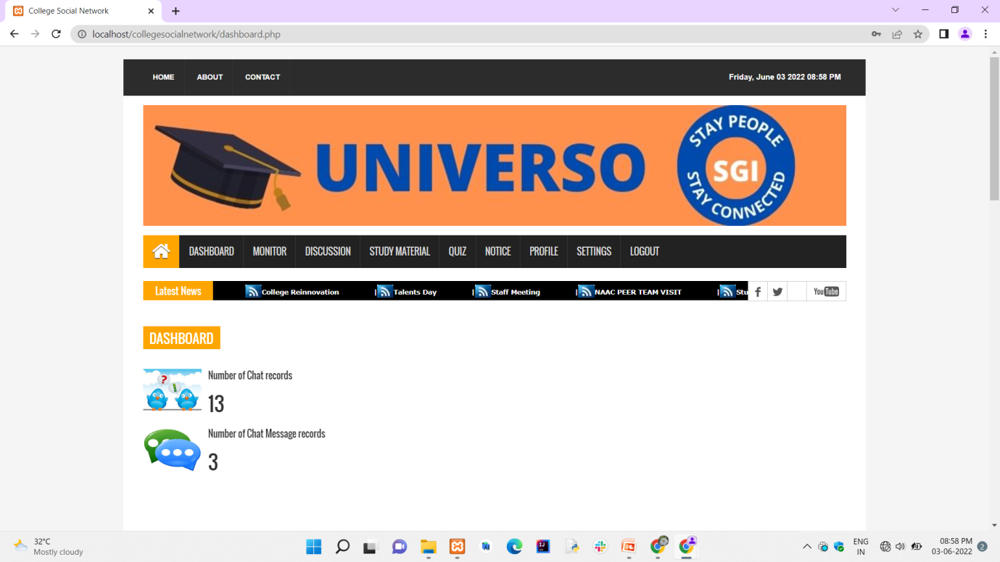 College Social Network
localhost/collegesocialnetwork/dashboard.php
HOME ABOUT CONTACT Friday, June 03 2022 08:58 PM
UNIVERSO
STAY PEOPLE
SGI
STAY CONNECTED
DASHBOARD MONITOR DISCUSSION STUDY MATERIAL QUIZ NOTICE PROFILE SETTINGS LOGOUT
Latest News College Reinnovation | Talents Day | Staff Meeting | NAAC PEER TEAM VISIT | Stu You Tube
DASHBOARD
Number of Chat records
13
Number of Chat Message records
3
32°C
Mostly cloudy
ENG
IN
08:58 PM
03-06-2022
2